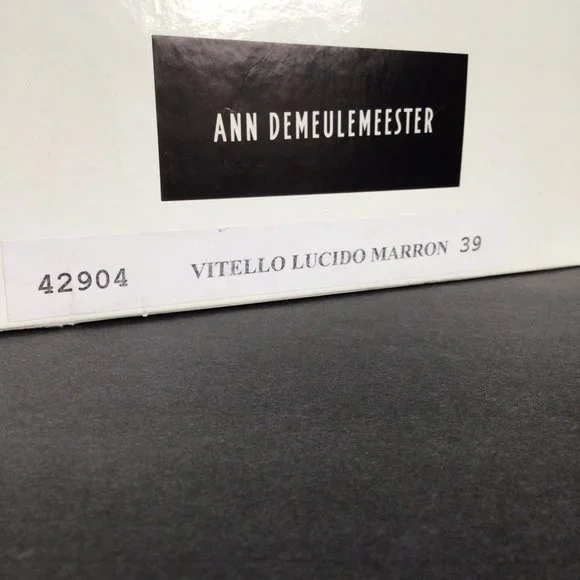 ANN DEMEULEMEESTER
42904 VITELLO LUCIDO MARRON 39